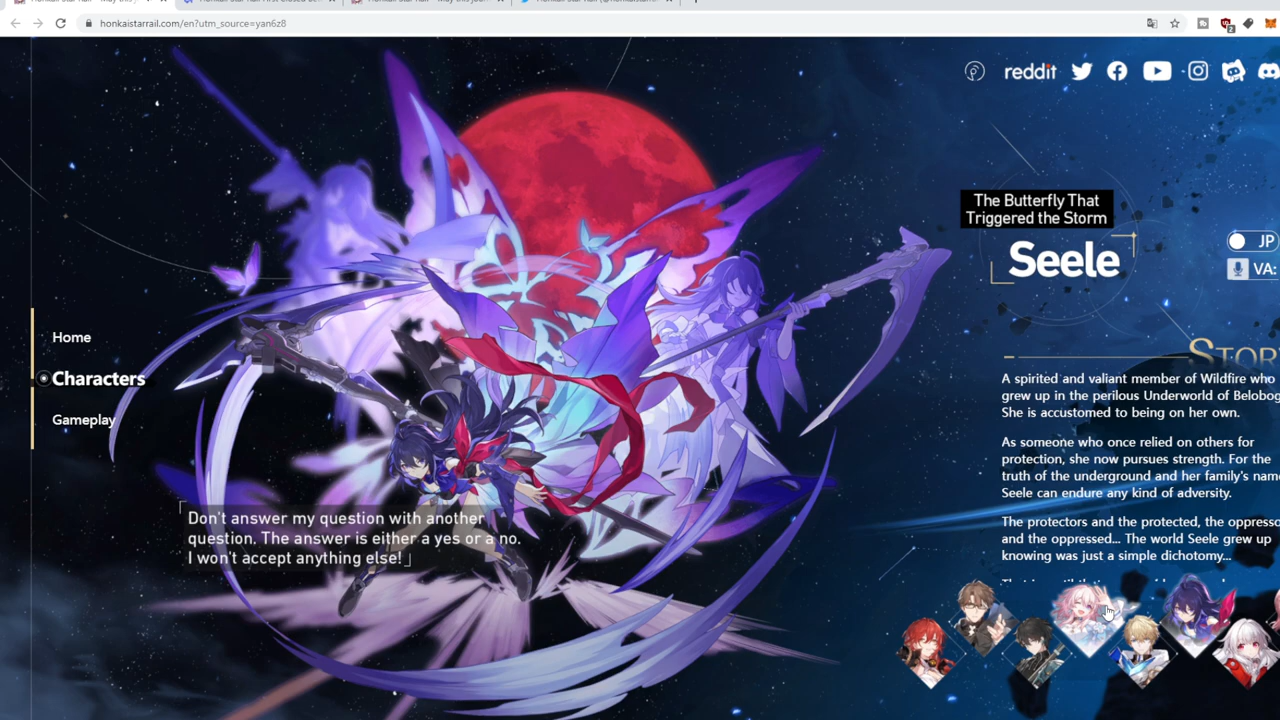 honkaistarrail.com/en?utm_source=yan6z8
reddit
The Butterfly That
Triggered the Storm
Seele
JP
VA:
Home
STOR
Characters
A spirited and valiant member of Wildfire who
grew up in the perilous Underworld of Belobog
She is accustomed to being on her own.
Gameplay
As someone who once relied on others for
protection, she now pursues strength. For the
truth of the underground and her family's name
Seele can endure any kind of adversity.
Don't answer my question with another
question. The answer is either a yes or a no.
I won't accept anything else!
The protectors and the protected, the oppresso
and the oppressed... The world Seele grew up
knowing was just a simple dichotomy...